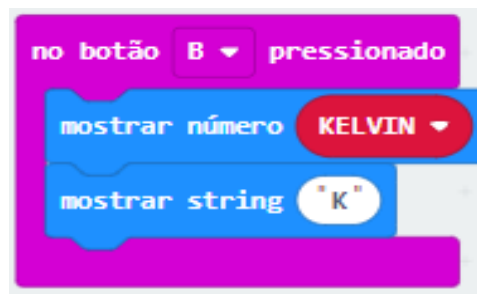 no botão B pressionado
mostrar número KELVIN
mostrar string "K"